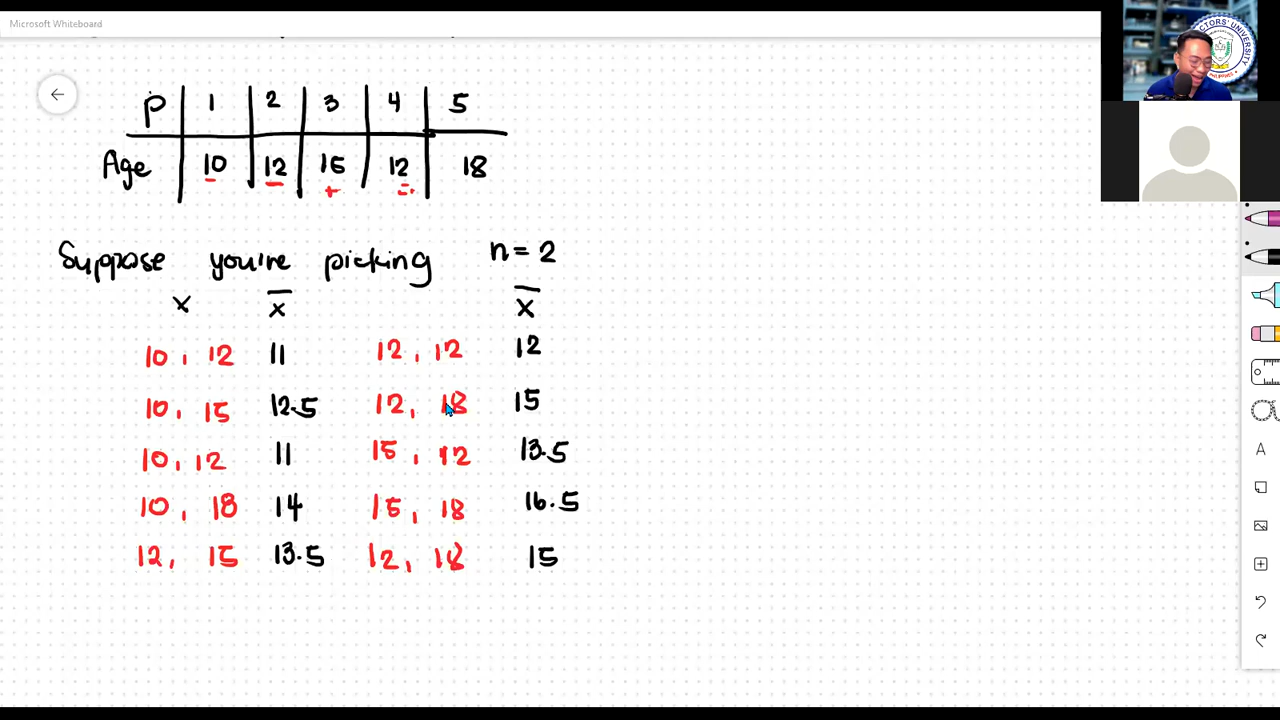 Microsoft Whiteboard
P 1 2 3 4 5
Age 10 12 15 12 18
Suppose you're picking n = 2
x x̅ x̅
10, 12 11 12, 12 12
10, 15 12.5 12, 18 15
10, 12 11 15, 12 13.5
10, 18 14 15, 18 16.5
12, 15 13.5 12, 18 15